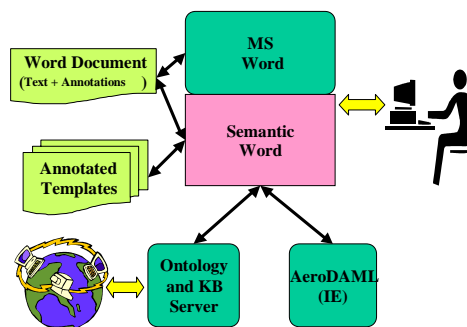 Word Document
(Text + Annotations )
MS
Word
Semantic
Word
Annotated
Templates
Ontology
and KB
Server
AeroDAML
(IE)